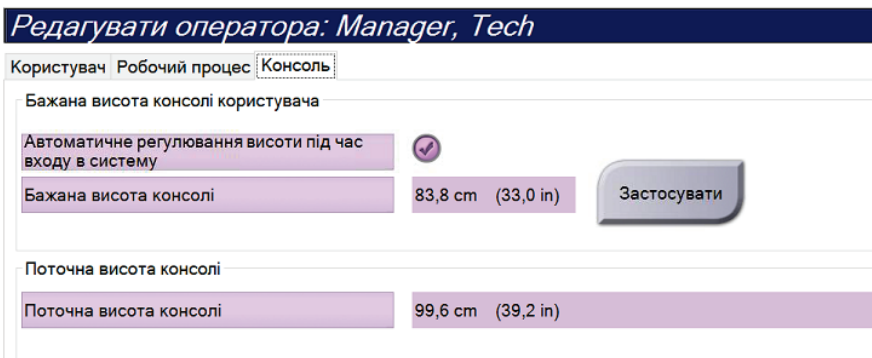 Редагувати оператора: Manager, Tech
Користувач Робочий процес Консоль
Бажана висота консолі користувача
Автоматичне регулювання висоти під час
входу в систему
Бажана висота консолі 83,8 cm (33,0 in) Застосувати
Поточна висота консолі
Поточна висота консолі 99,6 cm (39,2 in)